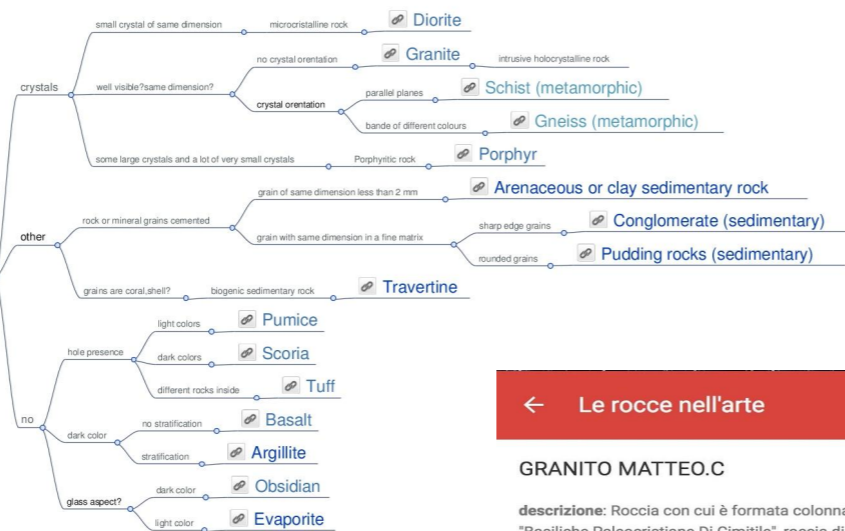 small crystal of same dimension microcristalline rock Diorite
no crystal orentation Granite intrusive holocrystalline rock
crystals well visible?same dimension?
parallel planes Schist (metamorphic)
crystal orentation
bande of different colours Gneiss (metamorphic)
some large crystals and a lot of very small crystals Porphyritic rock Porphyr
grain of same dimension less than 2 mm Arenaceous or clay sedimentary rock
rock or mineral grains cemented
sharp edge grains Conglomerate (sedimentary)
other grain with same dimension in a fine matrix
rounded grains Pudding rocks (sedimentary)
grains are coral,shell? biogenic sedimentary rock Travertine
light colors Pumice
hole presence dark colors Scoria
different rocks inside Tuff
no
no stratification Basalt
dark color
stratification Argillite
dark color Obsidian
glass aspect?
light color Evaporite
Le rocce nell'arte
GRANITO MATTEO.C
descrizione: Roccia con cui è formata colonna
"Basiliche Paleocristiane Di Cimitile", roccia di